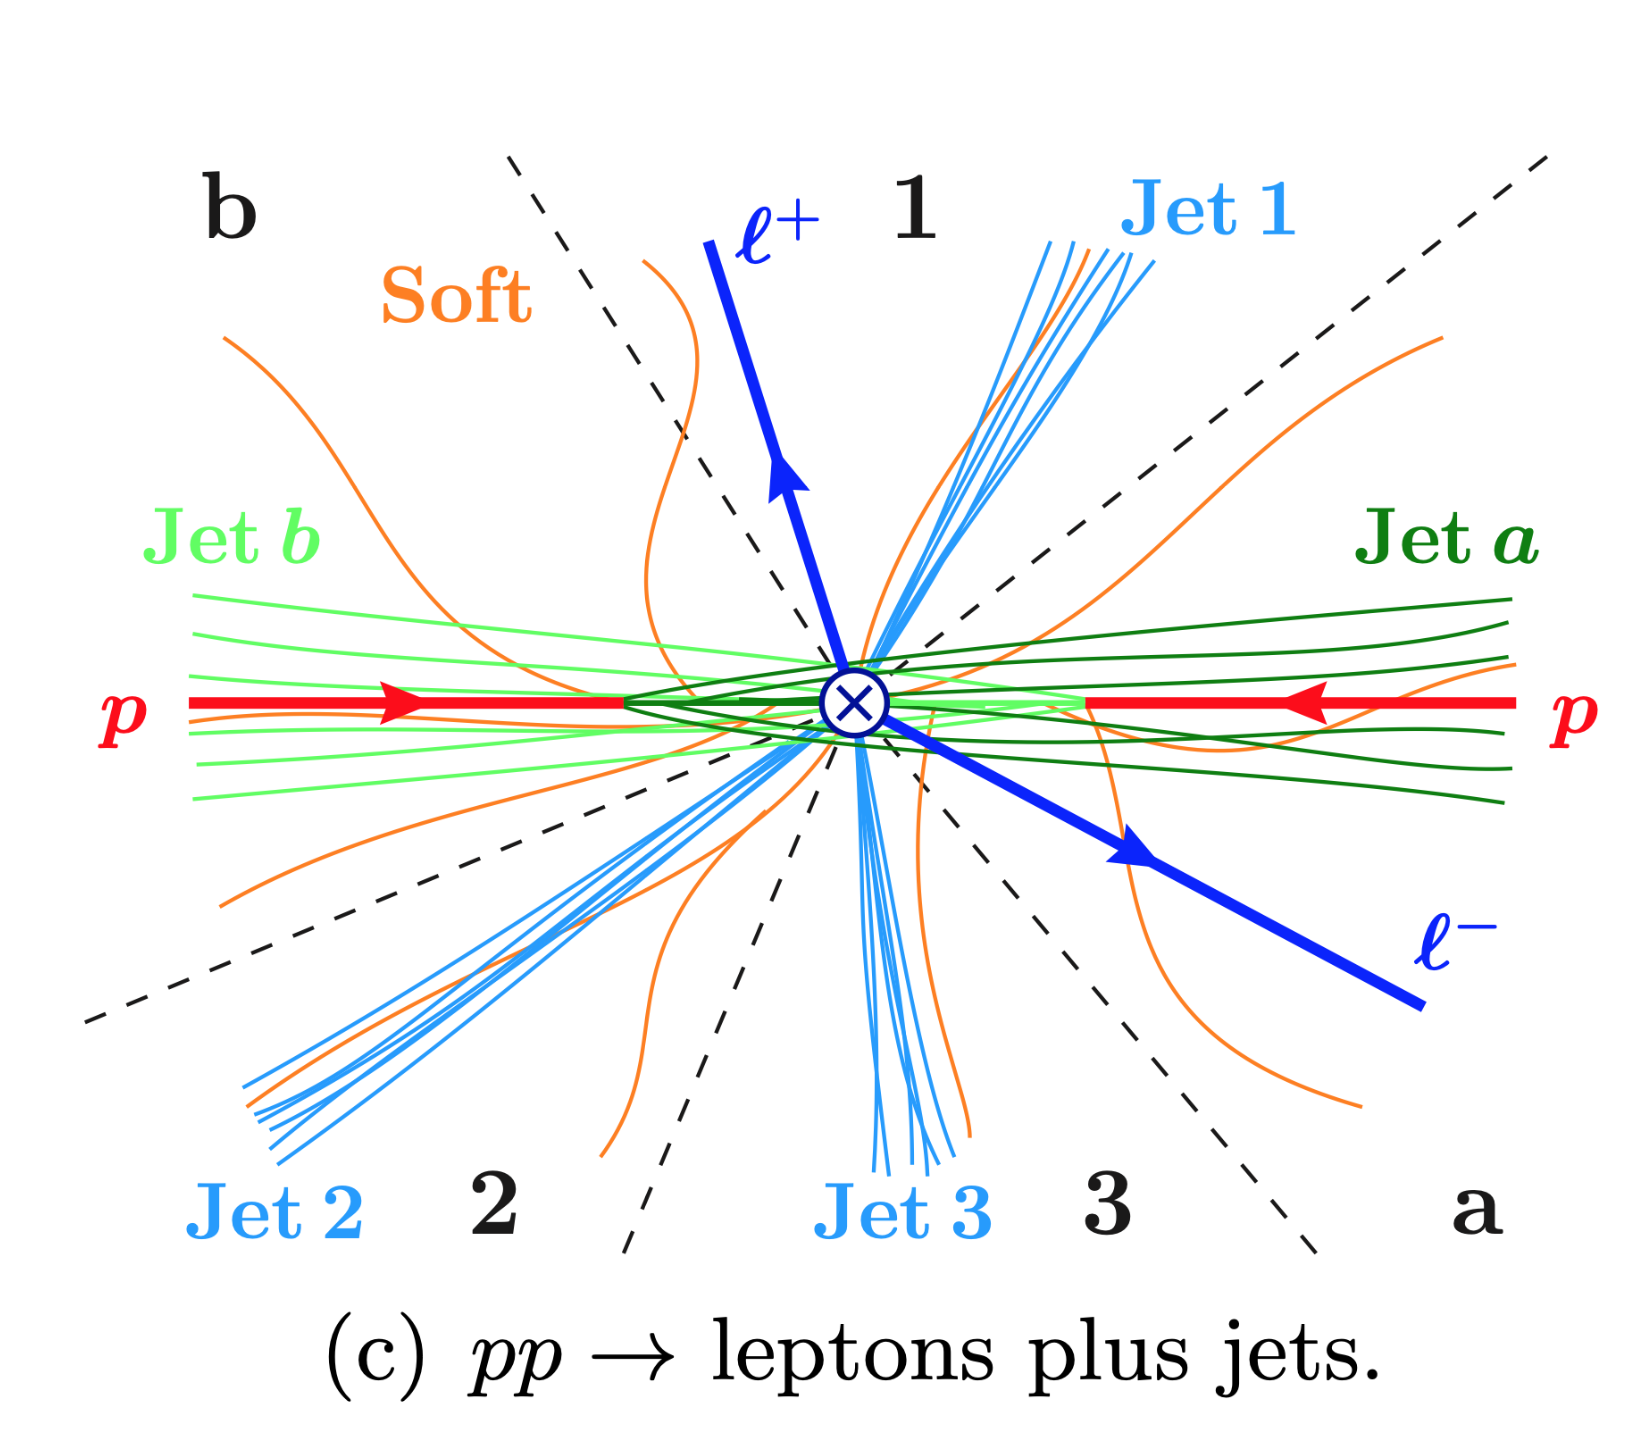 b
1
Jet 1
ℓ+
Soft
Jet b
Jet a
p
p
ℓ−
Jet 2
2
Jet 3
3
a
(c) pp → leptons plus jets.